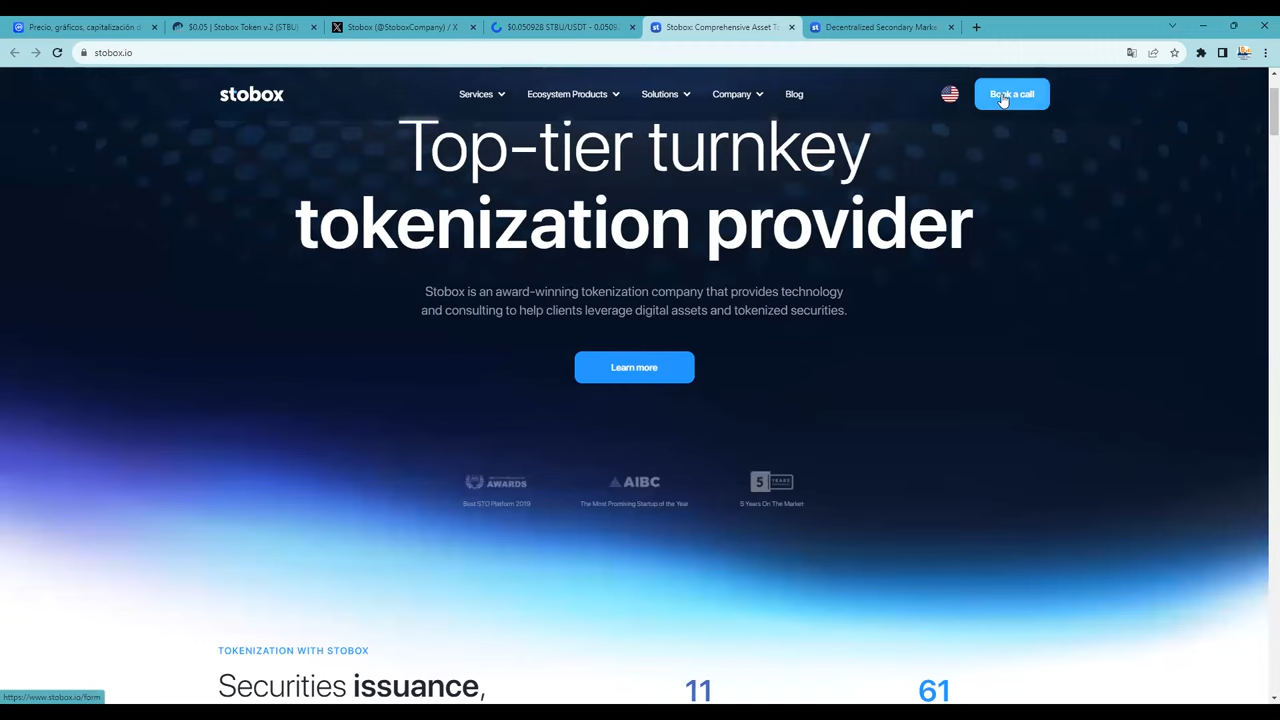 Precio, gráficos, capitalización d
$0.05 | Stobox Token v.2 (STBU)
Stobox (@StoboxCompany) / X
$0.050928 STBU/USDT - 0.0509
Stobox: Comprehensive Asset To
Decentralized Secondary Marke
stobox.io
stobox
Services
Ecosystem Products
Solutions
Company
Blog
Book a call
Top-tier turnkey
tokenization provider
Stobox is an award-winning tokenization company that provides technology
and consulting to help clients leverage digital assets and tokenized securities.
Learn more
AWARDS
AIBC
5 YEARS
Best STO Platform 2019
The Most Promising Startup of the Year
5 Years On The Market
TOKENIZATION WITH STOBOX
Securities issuance,
11
61
https://www.stobox.io/form